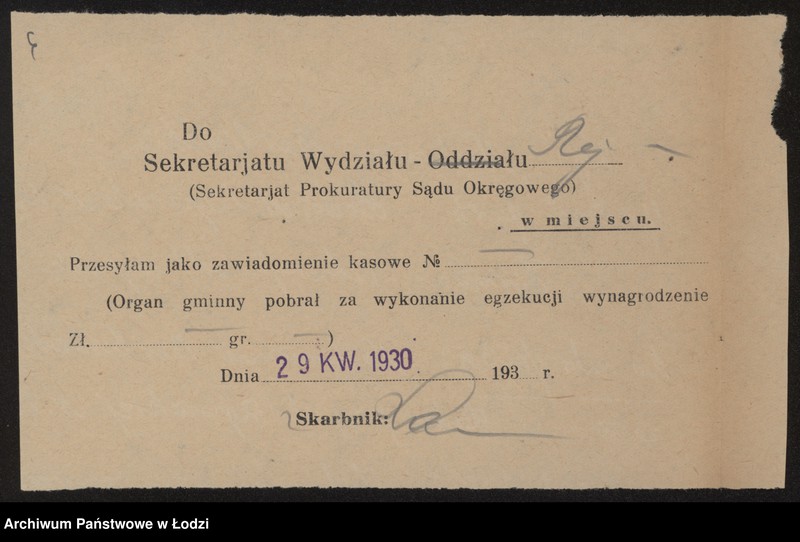 Do
Sekretarjatu Wydziału - Oddziału Rej
(Sekretarjat Prokuratury Sądu Okręgowego)
w miejscu.
Przesyłam jako zawiadomienie kasowe № —
(Organ gminny pobrał za wykonanie egzekucji wynagrodzenie
Zł. — gr. — )
Dnia 29 KW. 1930 193 r.
Skarbnik:
Archiwum Państwowe w Łodzi